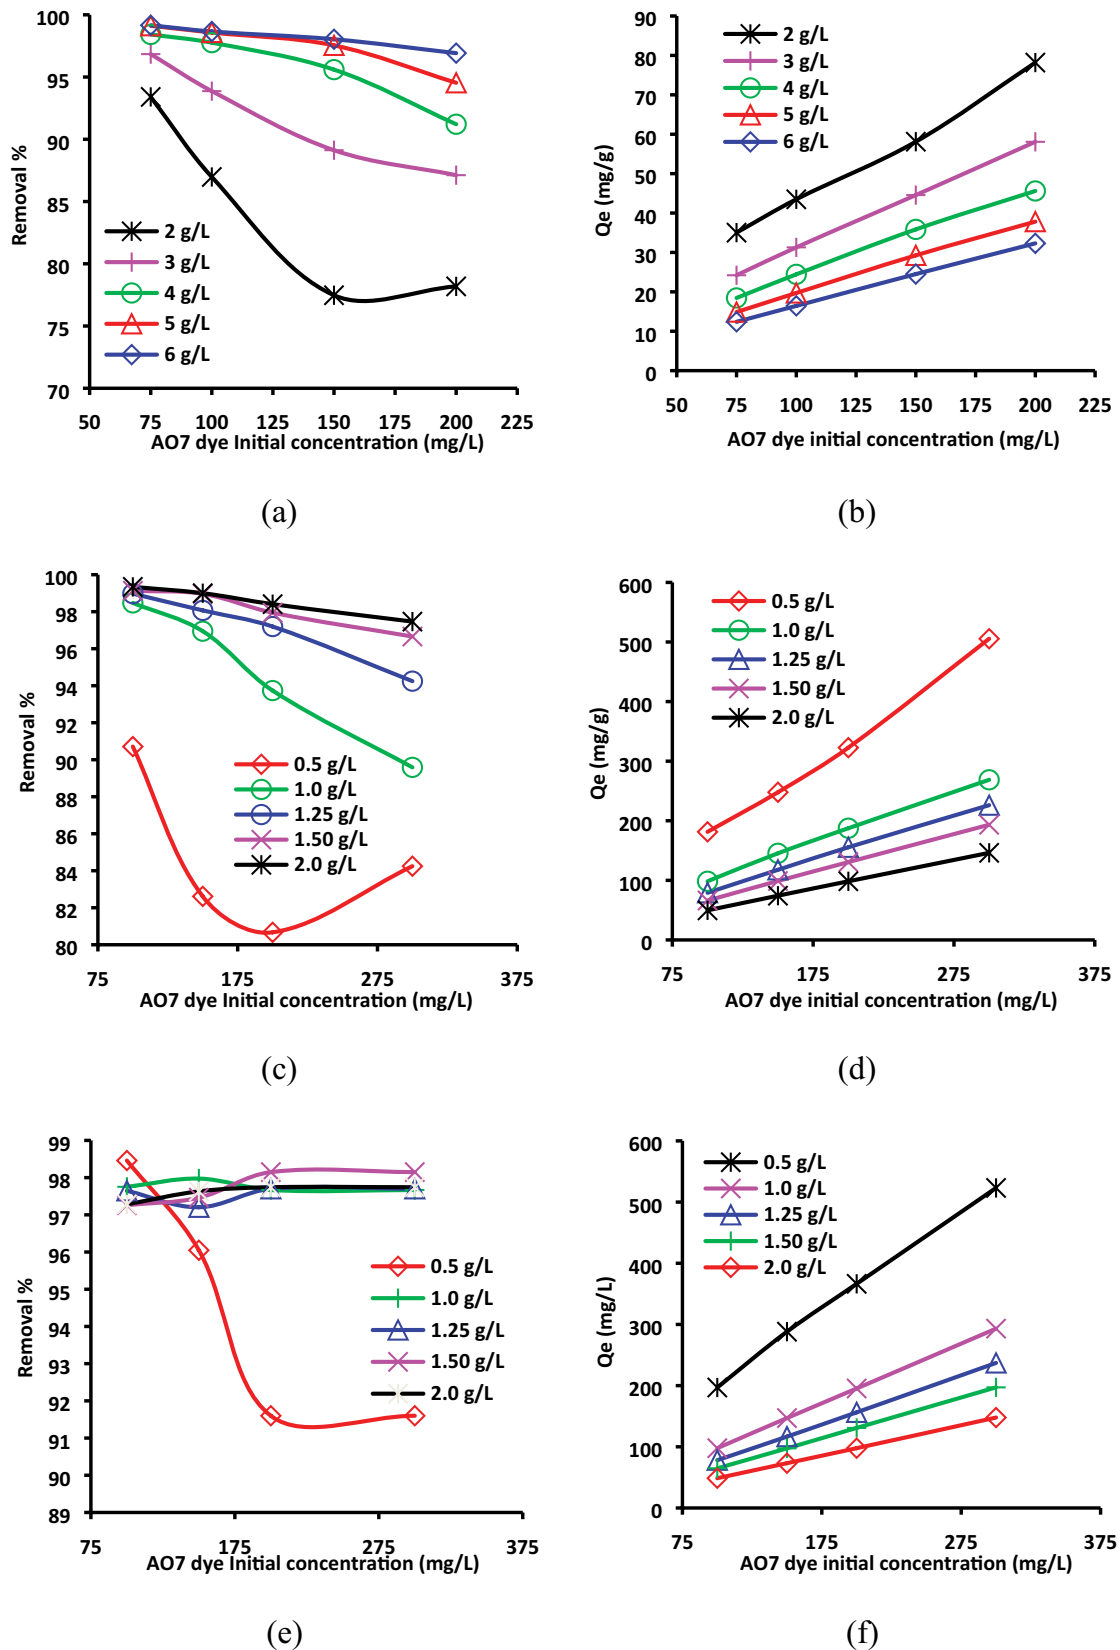 100
95
90
85
80
75
70
Removal %
2 g/L
3 g/L
4 g/L
5 g/L
6 g/L
50 75 100 125 150 175 200 225
AO7 dye Initial concentration (mg/L)
(a)
90
80
70
60
50
40
30
20
10
0
Qe (mg/g)
2 g/L
3 g/L
4 g/L
5 g/L
6 g/L
50 75 100 125 150 175 200 225
AO7 dye initial concentration (mg/L)
(b)
100
98
96
94
92
90
88
86
84
82
80
Removal %
0.5 g/L
1.0 g/L
1.25 g/L
1.50 g/L
2.0 g/L
75 175 275 375
AO7 dye Initial concentration (mg/L)
(c)
600
500
400
300
200
100
0
Qe (mg/g)
0.5 g/L
1.0 g/L
1.25 g/L
1.50 g/L
2.0 g/L
75 175 275 375
AO7 dye initial concentration (mg/L)
(d)
99
98
97
96
95
94
93
92
91
90
89
Removal %
0.5 g/L
1.0 g/L
1.25 g/L
1.50 g/L
2.0 g/L
75 175 275 375
AO7 dye Initial concentration (mg/L)
(e)
600
500
400
300
200
100
0
Qe (mg/L)
0.5 g/L
1.0 g/L
1.25 g/L
1.50 g/L
2.0 g/L
75 175 275 375
AO7 dye initial concentration (mg/L)
(f)